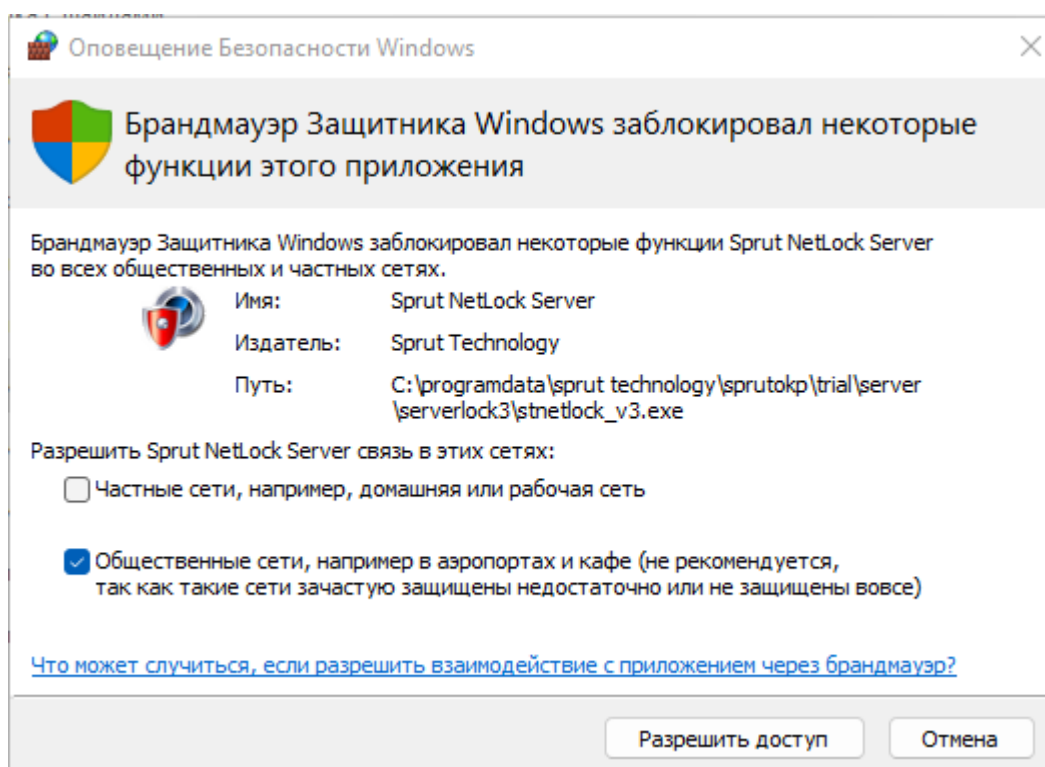 Оповещение Безопасности Windows
Брандмауэр Защитника Windows заблокировал некоторые
функции этого приложения
Брандмауэр Защитника Windows заблокировал некоторые функции Sprut NetLock Server
во всех общественных и частных сетях.
Имя: Sprut NetLock Server
Издатель: Sprut Technology
Путь: C:\programdata\sprut technology\sprutokp\trial\server
\serverlock3\stnetlock_v3.exe
Разрешить Sprut NetLock Server связь в этих сетях:
Частные сети, например, домашняя или рабочая сеть
Общественные сети, например в аэропортах и кафе (не рекомендуется,
так как такие сети зачастую защищены недостаточно или не защищены вовсе)
Что может случиться, если разрешить взаимодействие с приложением через брандмауэр?
Разрешить доступ Отмена